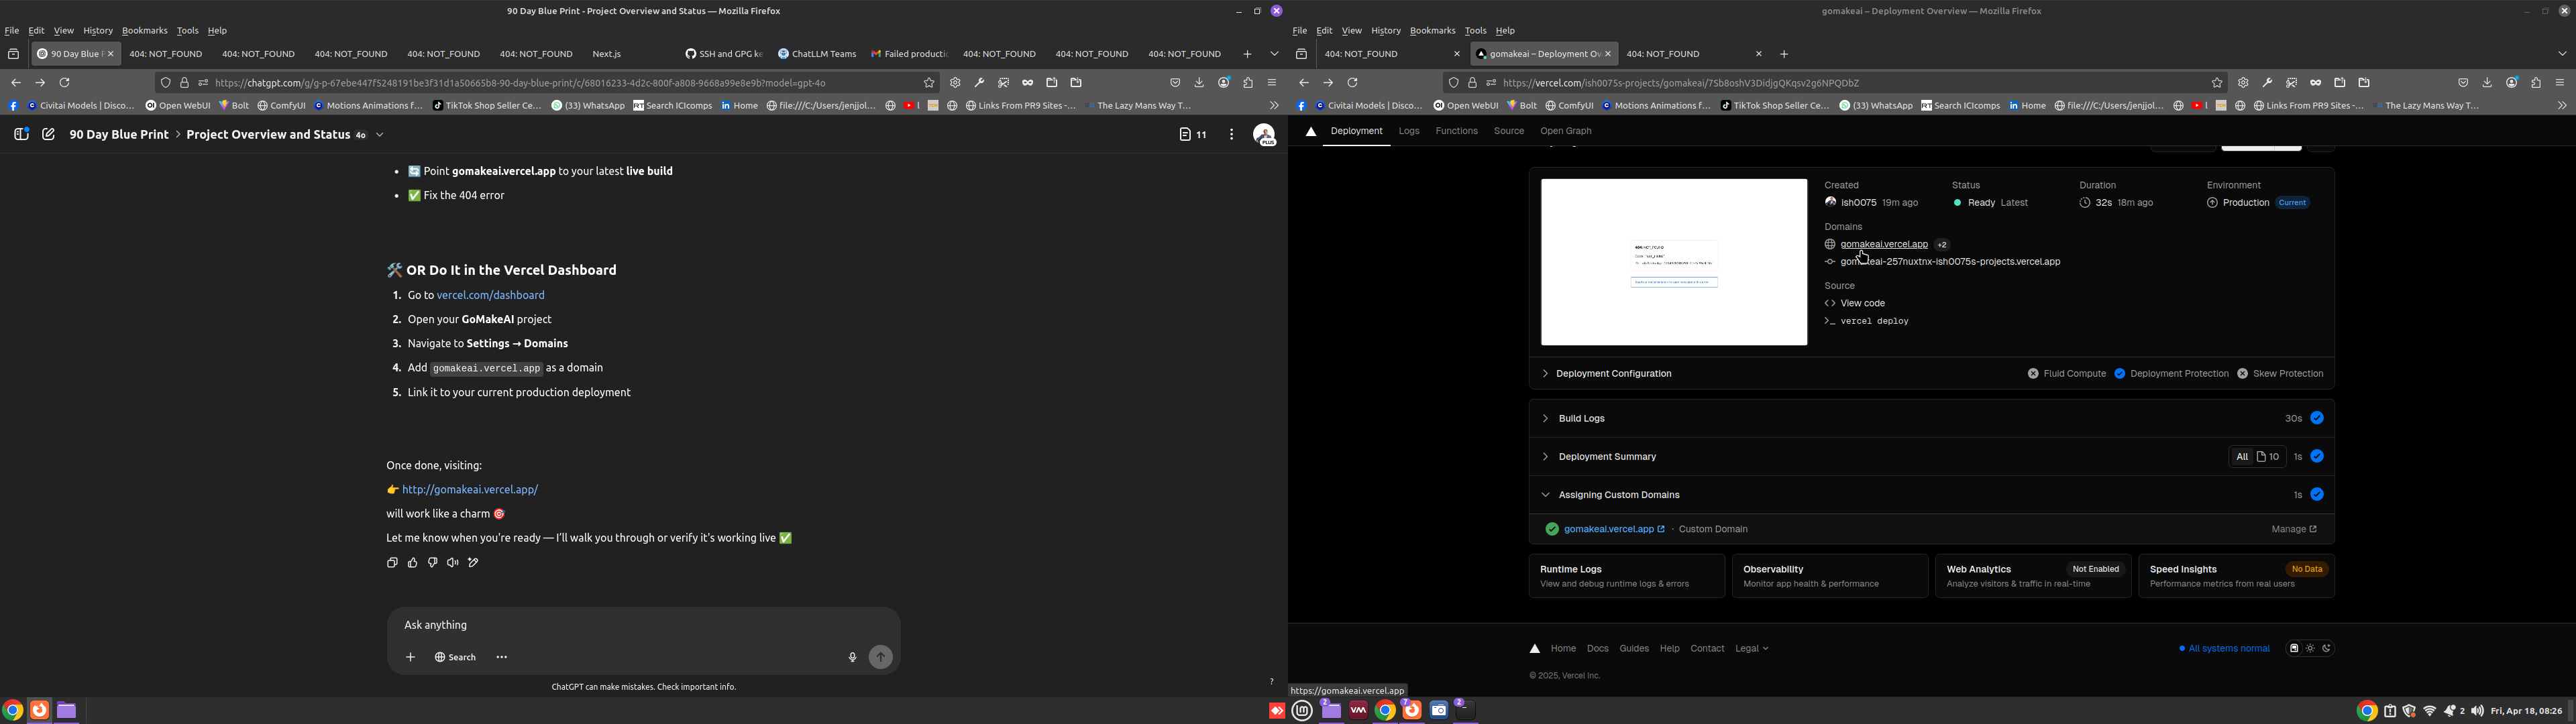 90 Day Blue Print - Project Overview and Status — Mozilla Firefox
File Edit View History Bookmarks Tools Help
90 Day Blue P
404: NOT_FOUND
404: NOT_FOUND
404: NOT_FOUND
404: NOT_FOUND
404: NOT_FOUND
Next.js
SSH and GPG ke
ChatLLM Teams
Failed producti
404: NOT_FOUND
404: NOT_FOUND
404: NOT_FOUND
https://chatgpt.com/g/g-p-67ebe447f5248191be3f31d1a50665b8-90-day-blue-print/c/68016233-4d2c-800f-a808-9668a99e8e9b?model=gpt-4o
Civitai Models | Disco…
Open WebUI
Bolt
ComfyUI
Motions Animations f…
TikTok Shop Seller Ce…
(33) WhatsApp
Search ICIcomps
Home
file:///C:/Users/jenjjol…
l
Links From PR9 Sites -…
The Lazy Mans Way T…
90 Day Blue Print > Project Overview and Status 4o
11
PLUS
• 🔄 Point gomakeai.vercel.app to your latest live build
• ✅ Fix the 404 error
🛠️ OR Do It in the Vercel Dashboard
1. Go to vercel.com/dashboard
2. Open your GoMakeAI project
3. Navigate to Settings → Domains
4. Add gomakeai.vercel.app as a domain
5. Link it to your current production deployment
Once done, visiting:
👉 http://gomakeai.vercel.app/
will work like a charm 🎯
Let me know when you're ready — I'll walk you through or verify it's working live ✅
Ask anything
Search
ChatGPT can make mistakes. Check important info.
?
gomakeai – Deployment Overview — Mozilla Firefox
File Edit View History Bookmarks Tools Help
404: NOT_FOUND
gomakeai – Deployment Ov
404: NOT_FOUND
https://vercel.com/ish0075s-projects/gomakeai/7Sb8oshV3DidjgQKqsv2g6NPQDbZ
Civitai Models | Disco…
Open WebUI
Bolt
ComfyUI
Motions Animations f…
TikTok Shop Seller Ce…
(33) WhatsApp
Search ICIcomps
Home
file:///C:/Users/jenjjol…
l
Links From PR9 Sites -…
The Lazy Mans Way T…
Deployment Logs Functions Source Open Graph
404: NOT_FOUND
Created Status Duration Environment
ish0075 19m ago Ready Latest 32s 18m ago Production Current
Domains
gomakeai.vercel.app +2
gomakeai-257nuxtnx-ish0075s-projects.vercel.app
Source
View code
vercel deploy
Deployment Configuration Fluid Compute Deployment Protection Skew Protection
Build Logs 30s
Deployment Summary All 10 1s
Assigning Custom Domains 1s
gomakeai.vercel.app · Custom Domain Manage
Runtime Logs
View and debug runtime logs & errors
Observability
Monitor app health & performance
Web Analytics Not Enabled
Analyze visitors & traffic in real-time
Speed Insights No Data
Performance metrics from real users
Home Docs Guides Help Contact Legal
All systems normal
© 2025, Vercel Inc.
https://gomakeai.vercel.app
2
7
2
2
Fri, Apr 18, 08:26